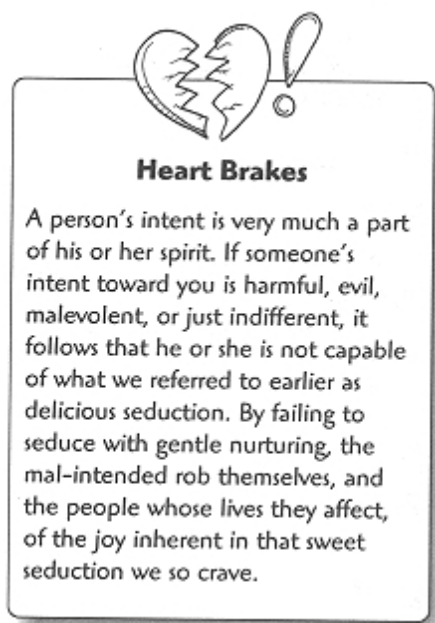 Heart Brakes
A person's intent is very much a part
of his or her spirit. If someone's
intent toward you is harmful, evil,
malevolent, or just indifferent, it
follows that he or she is not capable
of what we referred to earlier as
delicious seduction. By failing to
seduce with gentle nurturing, the
mal-intended rob themselves, and
the people whose lives they affect,
of the joy inherent in that sweet
seduction we so crave.